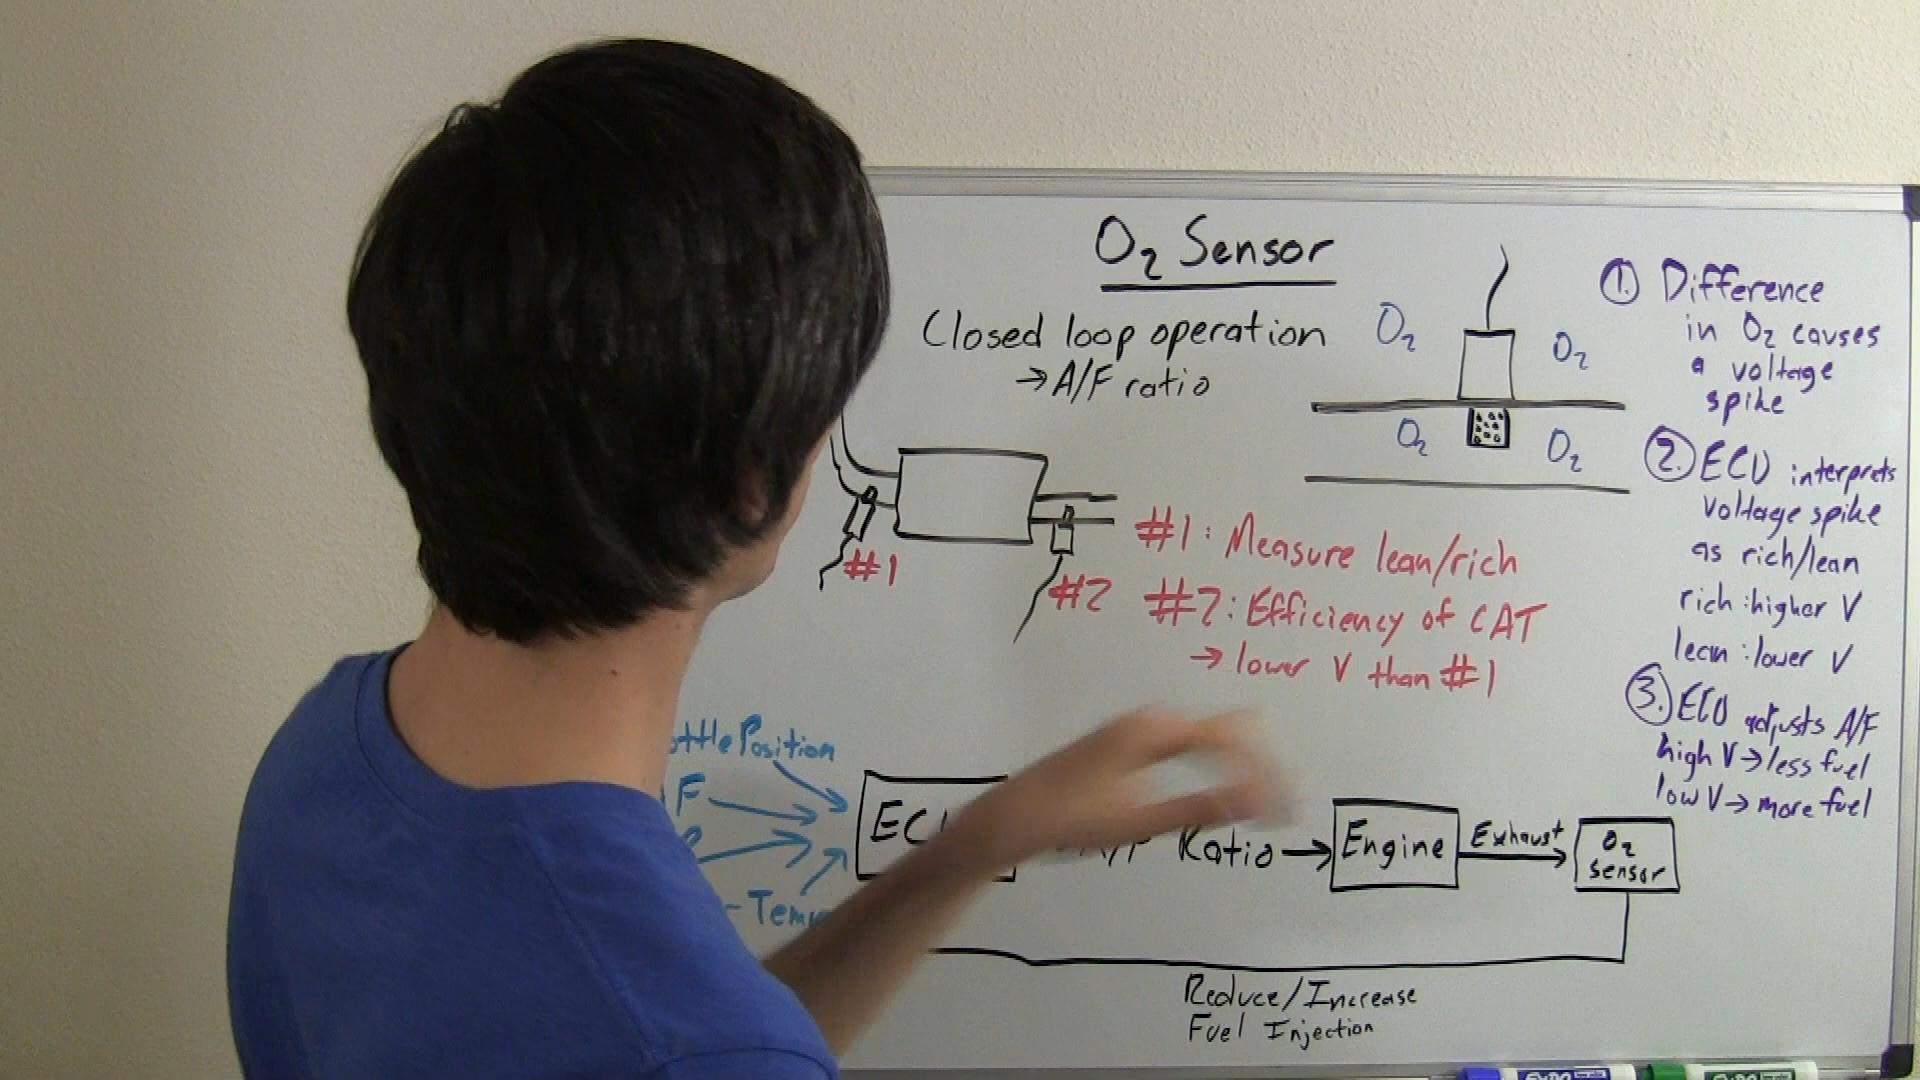 O2 Sensor
Closed loop operation
→ A/F ratio
O2
O2
O2
O2
#1
#2
#1: Measure lean/rich
#2: Efficiency of CAT
→ lower V than #1
1. Difference
in O2 causes
a voltage
spike
2. ECU interprets
voltage spike
as rich/lean
rich: higher V
lean: lower V
3. ECU adjusts A/F
high V → less fuel
low V → more fuel
Position
Ratio → Engine
Exhaust
O2
sensor
Reduce/Increase
Fuel Injection
EXPO